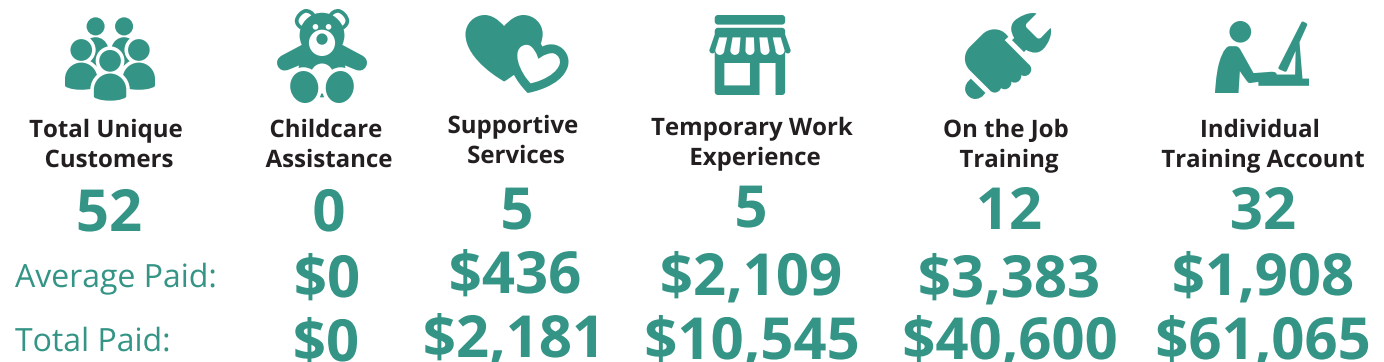 Total Unique
Customers
52
Childcare
Assistance
0
Supportive
Services
5
Temporary Work
Experience
5
On the Job
Training
12
Individual
Training Account
32
Average Paid: $0 $436 $2,109 $3,383 $1,908
Total Paid: $0 $2,181 $10,545 $40,600 $61,065